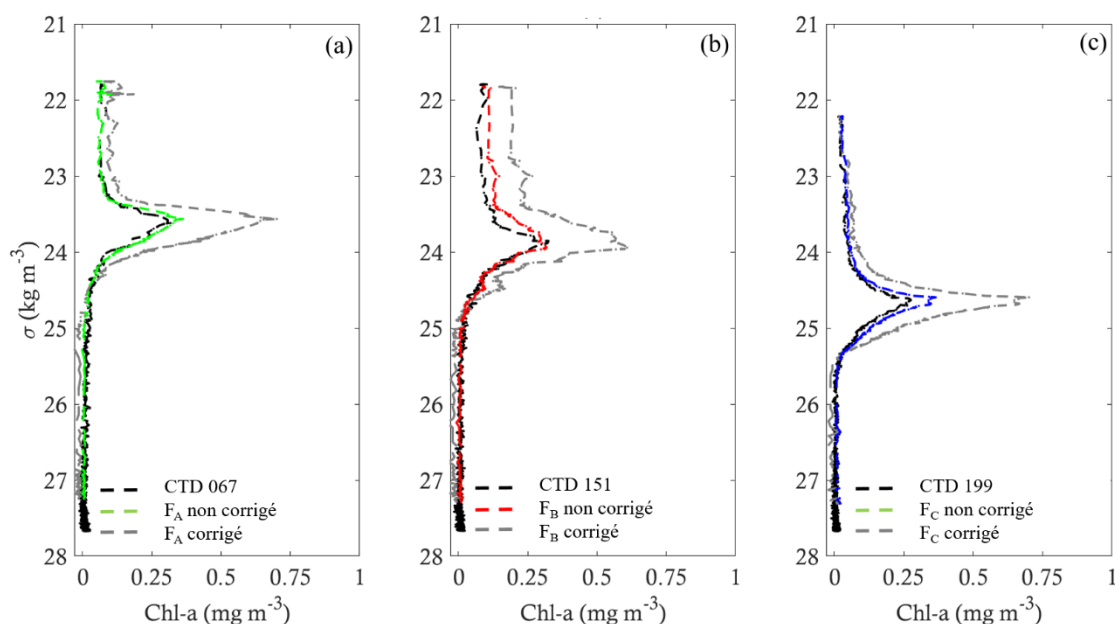 (a)
(b)
(c)
21
22
23
24
25
26
27
28
σ (kg m⁻³)
0 0.25 0.5 0.75 1
Chl-a (mg m⁻³)
CTD 067
F_A non corrigé
F_A corrigé
21
22
23
24
25
26
27
28
0 0.25 0.5 0.75 1
Chl-a (mg m⁻³)
CTD 151
F_B non corrigé
F_B corrigé
21
22
23
24
25
26
27
28
0 0.25 0.5 0.75 1
Chl-a (mg m⁻³)
CTD 199
F_C non corrigé
F_C corrigé